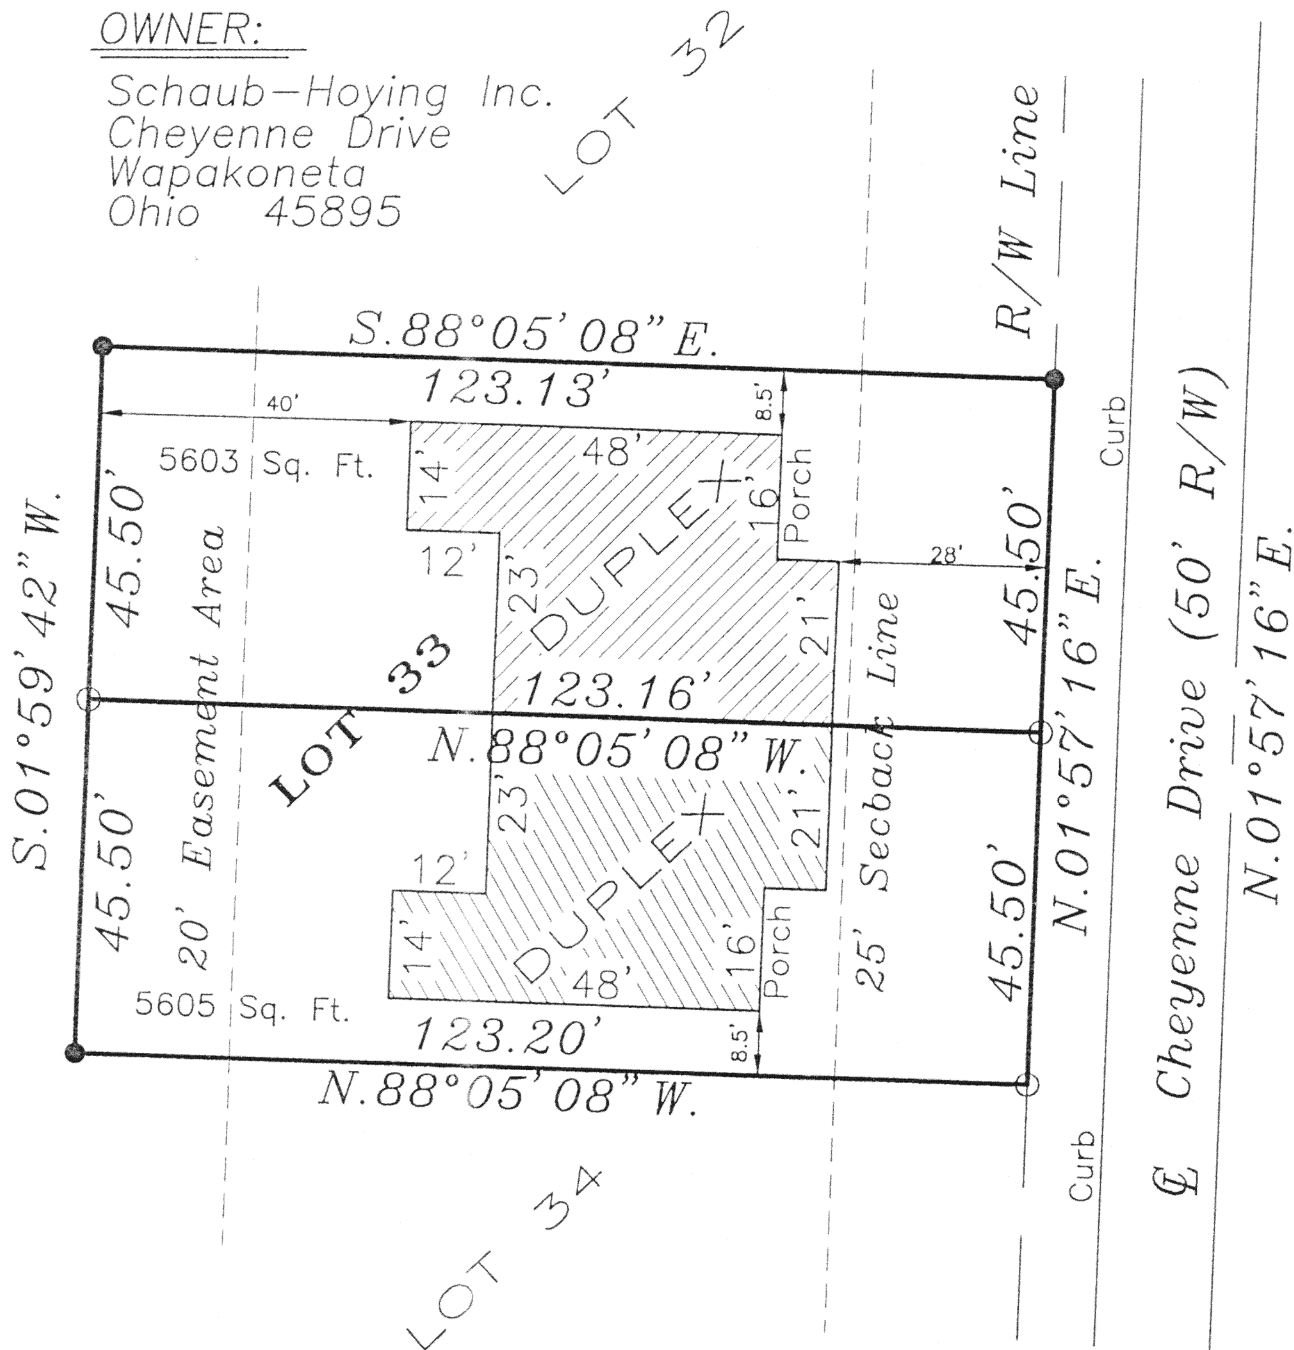 OWNER:
Schaub-Hoying Inc.
Cheyenne Drive
Wapakoneta
Ohio 45895
LOT 32
R/W Line
S.88°05'08" E.
123.13'
8.5'
40'
5603 Sq. Ft.
48'
14'
16'
Porch
Curb
12'
23'
DUPLEX
28'
21'
45.50'
45.50'
S.01°59'42" W.
20' Easement Area
LOT 33
123.16'
N.88°05'08" W.
25' Secback Line
N.01°57'16" E.
₵ Cheyenne Drive (50' R/W)
N.01°57'16" E.
23'
21'
DUPLEX
12'
14'
16'
Porch
48'
45.50'
45.50'
5605 Sq. Ft.
123.20'
8.5'
N.88°05'08" W.
Curb
LOT 34